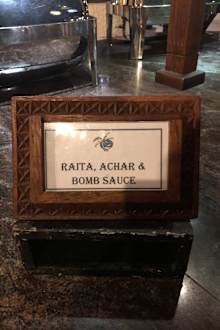 RAITA, ACHAR &
BOMB SAUCE